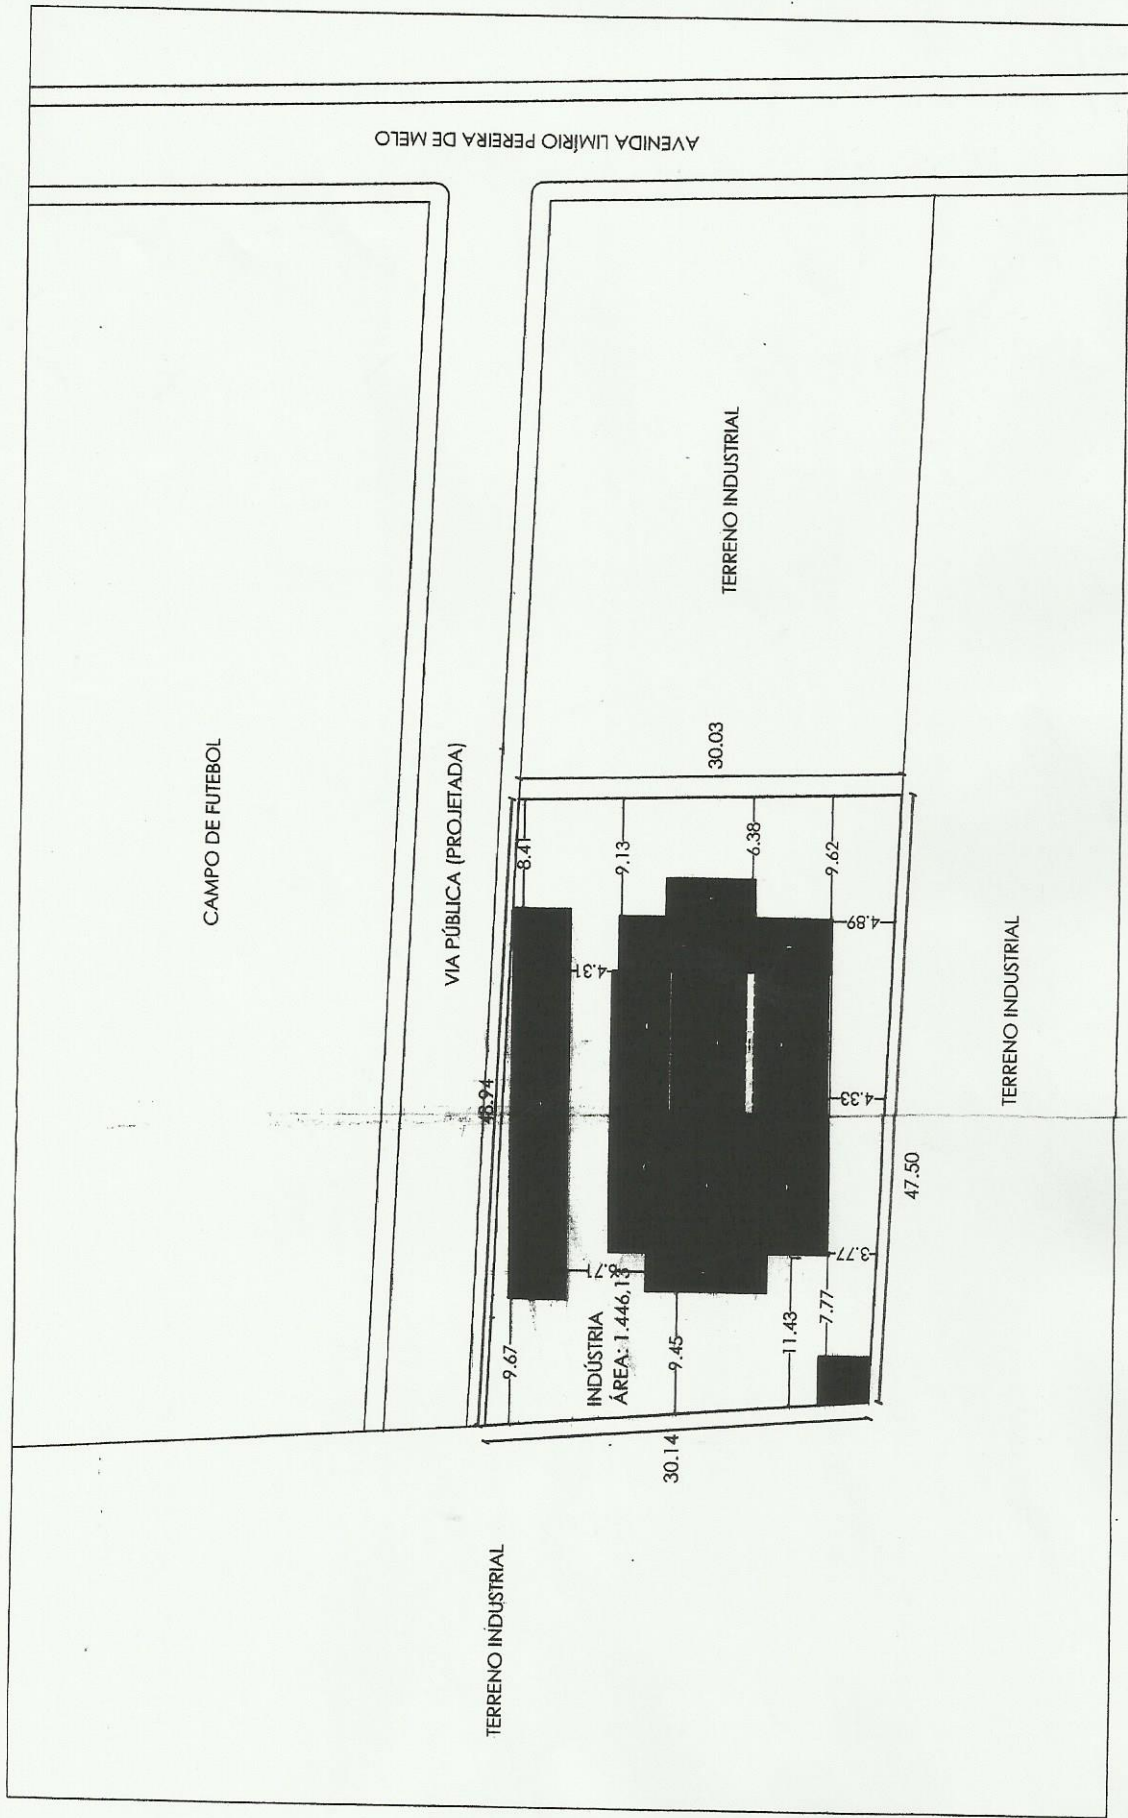 AVENIDA LIMÍRIO PEREIRA DE MELO
CAMPO DE FUTEBOL
VIA PÚBLICA (PROJETADA)
TERRENO INDUSTRIAL
30.03
48.94
8.41
9.13
6.38
9.62
4.31
4.89
4.33
3.77
6.71
9.67
INDÚSTRIA
ÁREA: 1.446,13
9.45
11.43
7.77
47.50
30.14
TERRENO INDUSTRIAL
TERRENO INDUSTRIAL